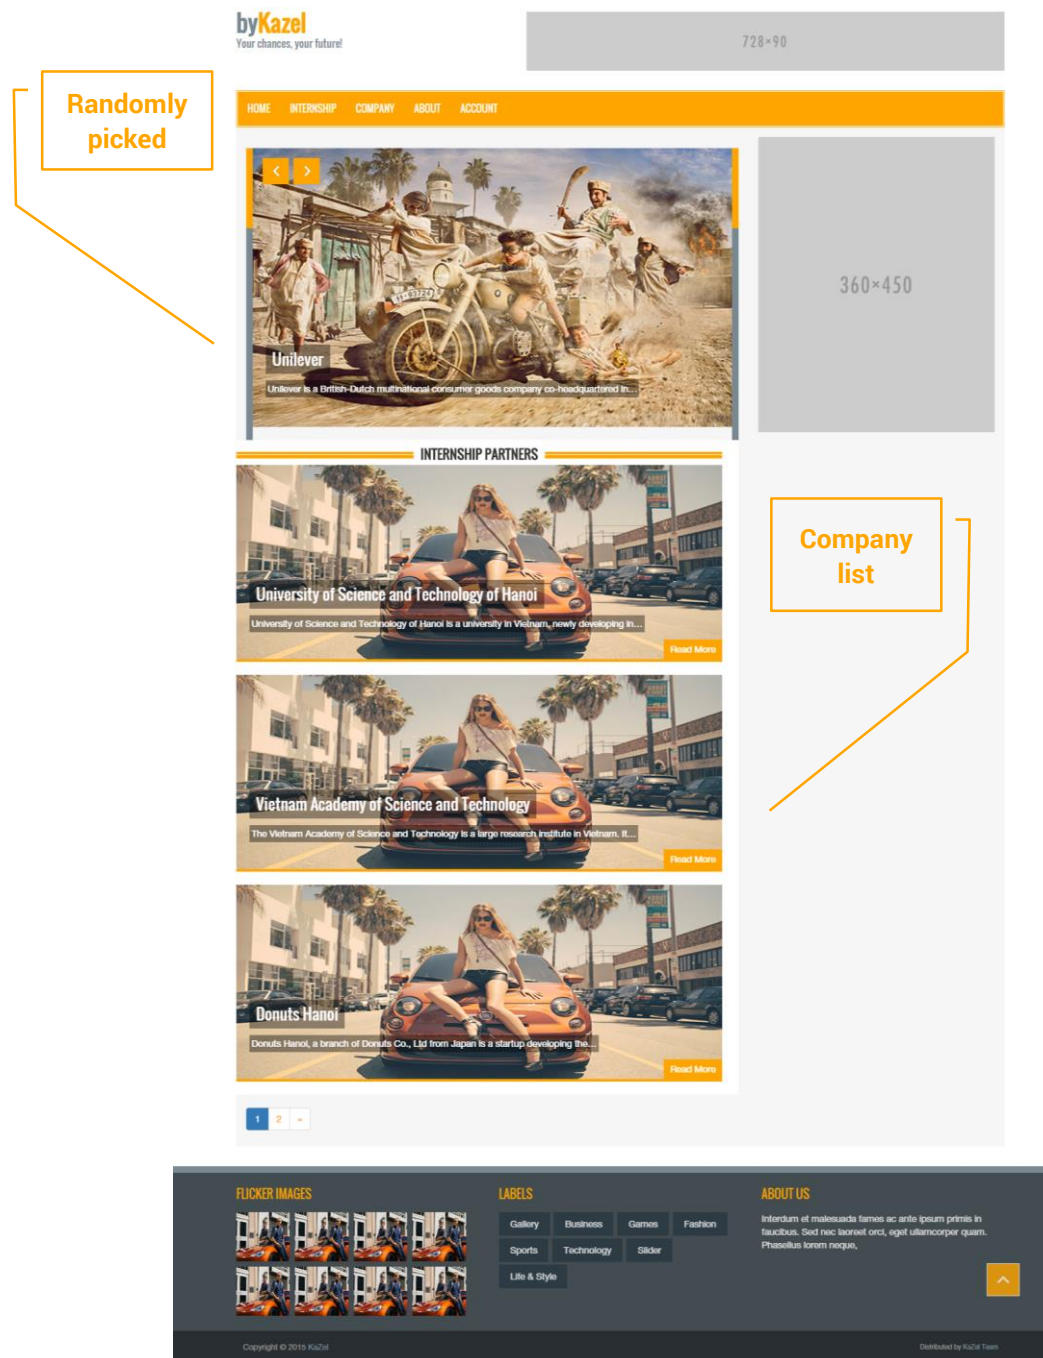 byKazel
Your chances, your future!
728×90
Randomly
picked
HOME INTERNSHIP COMPANY ABOUT ACCOUNT
360×450
Unilever
Unilever is a British-Dutch multinational consumer goods company co-headquartered in...
INTERNSHIP PARTNERS
Company
list
University of Science and Technology of Hanoi
University of Science and Technology of Hanoi is a university in Vietnam, newly developing in...
Read More
Vietnam Academy of Science and Technology
The Vietnam Academy of Science and Technology is a large research institute in Vietnam. It...
Read More
Donuts Hanoi
Donuts Hanoi, a branch of Donuts Co., Ltd from Japan is a startup developing the...
Read More
1 2 »
FLICKER IMAGES
LABELS
Gallery Business Games Fashion
Sports Technology Slider
Life & Style
ABOUT US
Interdum et malesuada fames ac ante ipsum primis in
faucibus. Sed nec laoreet orci, eget ullamcorper quam.
Phasellus lorem neque,
Copyright © 2015 KaZel
Distributed by KaZel Team